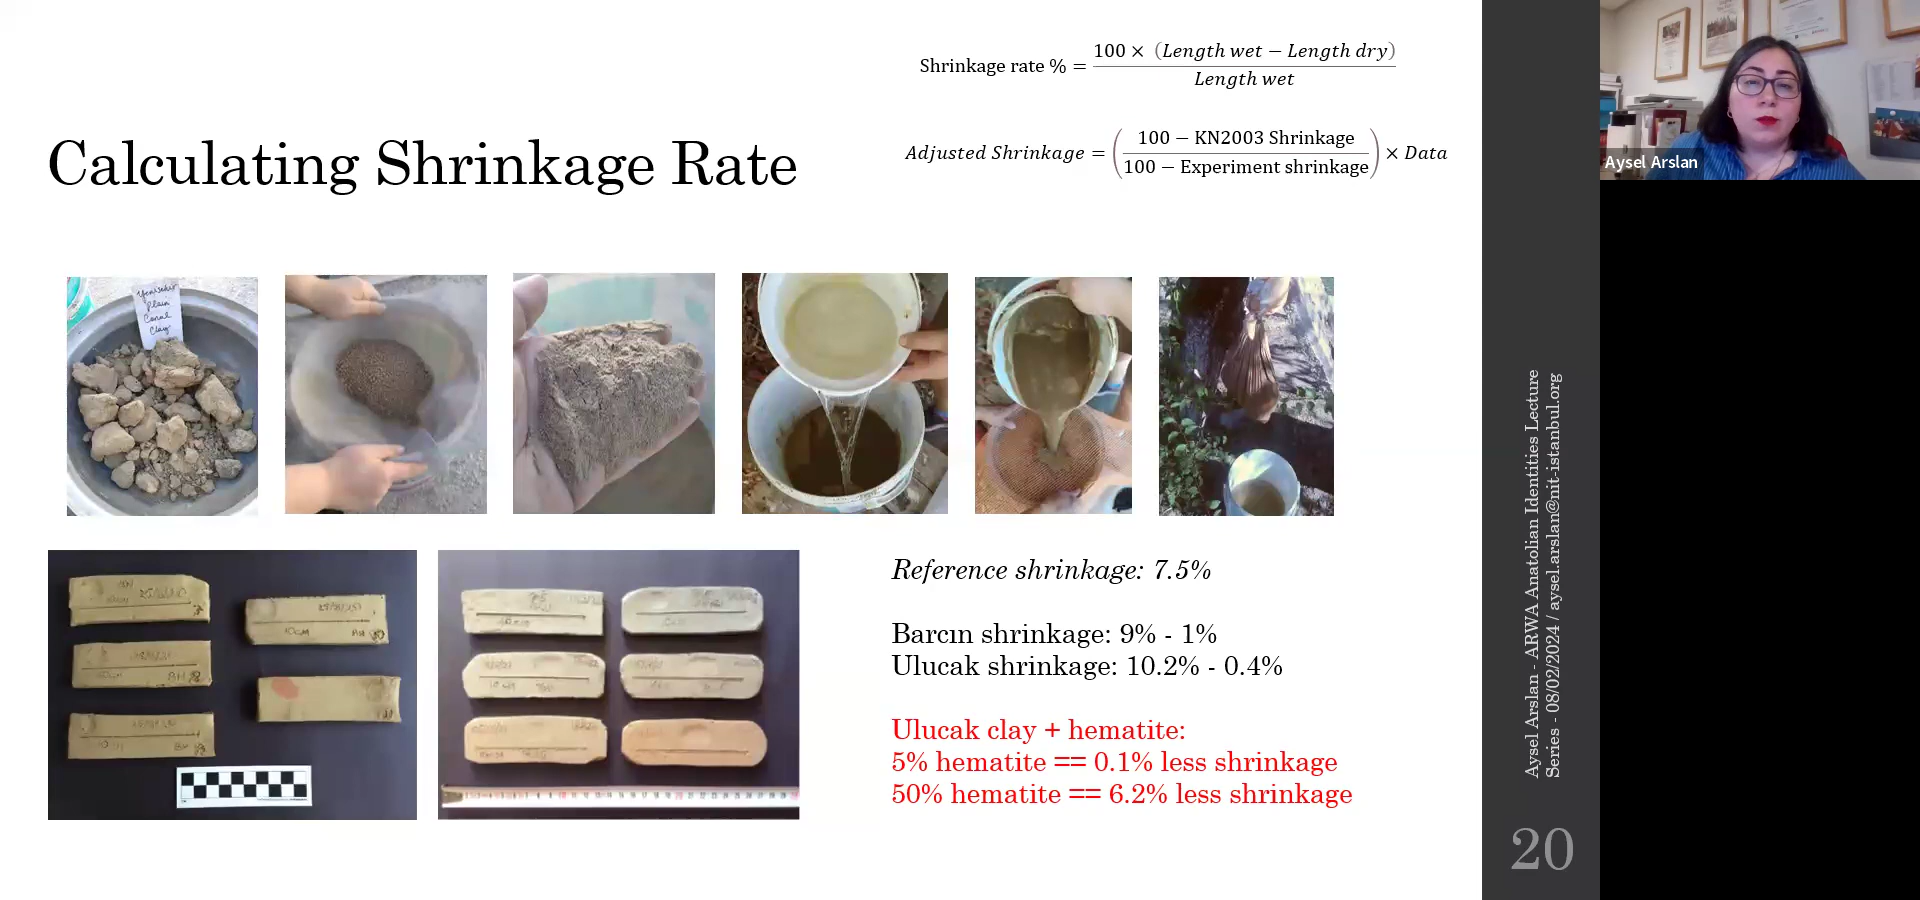 Shrinkage rate % = 100 × (Length wet − Length dry) / Length wet
Adjusted Shrinkage = (100 − KN2003 Shrinkage / 100 − Experiment shrinkage) × Data
Calculating Shrinkage Rate
Aysel Arslan
Plain
Clay
10cm
Reference shrinkage: 7.5%
Barcın shrinkage: 9% - 1%
Ulucak shrinkage: 10.2% - 0.4%
Ulucak clay + hematite:
5% hematite == 0.1% less shrinkage
50% hematite == 6.2% less shrinkage
Aysel Arslan - ARWA Anatolian Identities Lecture
Series - 08/02/2024 / aysel.arslan@nit-istanbul.org
20